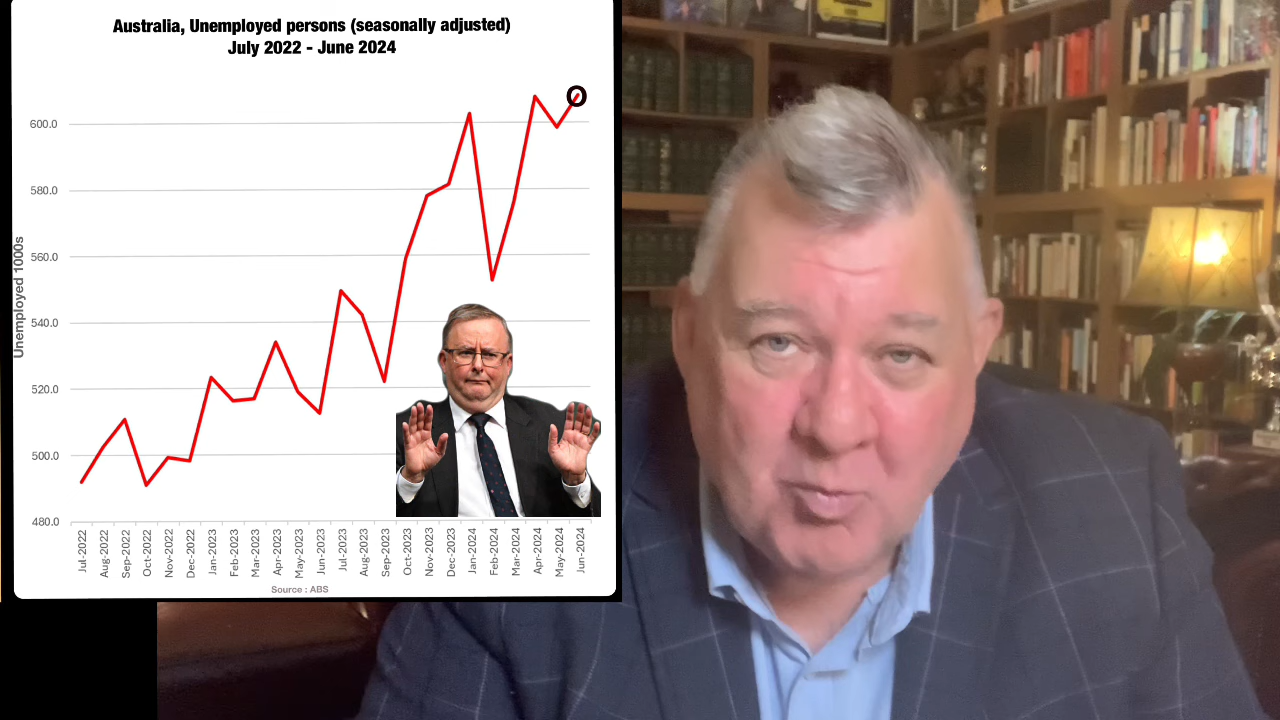 Australia, Unemployed persons (seasonally adjusted)
July 2022 - June 2024
Unemployed 1000s
600.0
580.0
560.0
540.0
520.0
500.0
480.0
Jul-2022
Aug-2022
Sep-2022
Oct-2022
Nov-2022
Dec-2022
Jan-2023
Feb-2023
Mar-2023
Apr-2023
May-2023
Jun-2023
Jul-2023
Aug-2023
Sep-2023
Oct-2023
Nov-2023
Dec-2023
Jan-2024
Feb-2024
Mar-2024
Apr-2024
May-2024
Jun-2024
Source : ABS